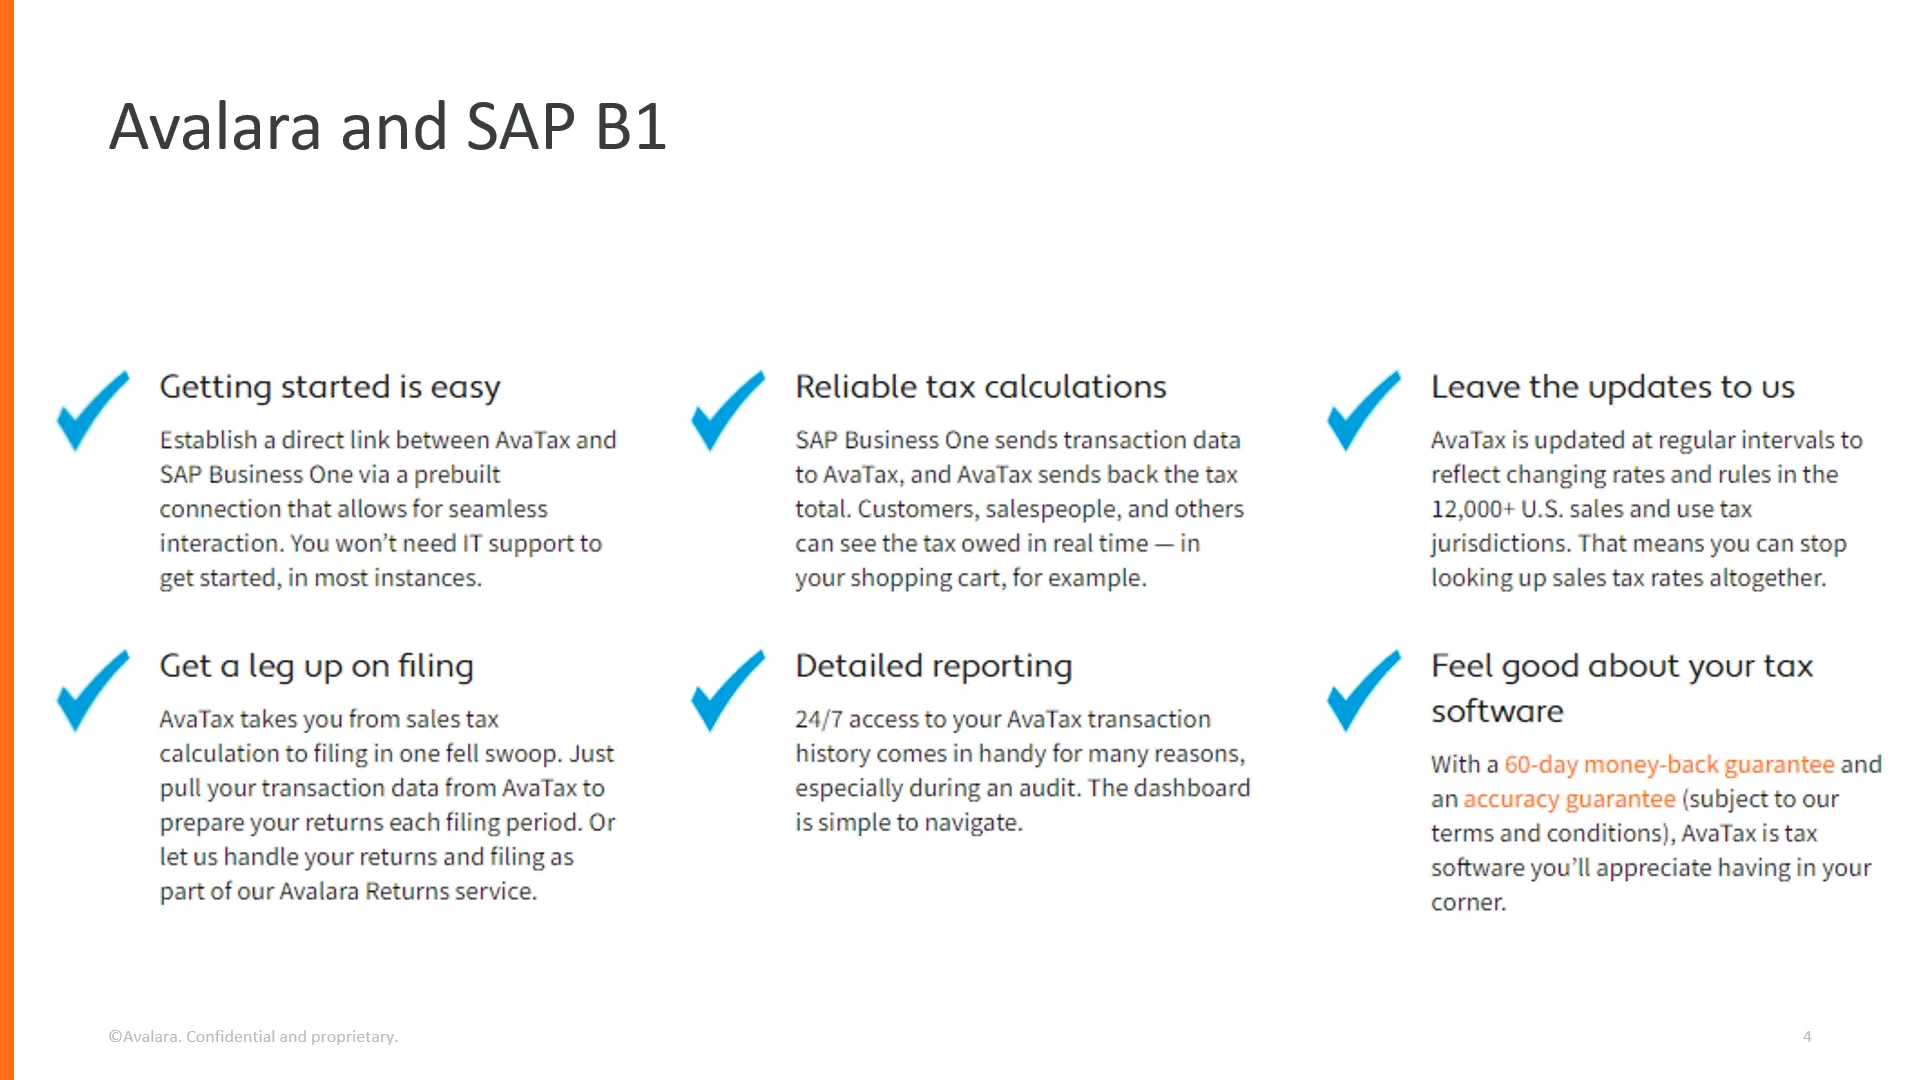 Avalara and SAP B1
Getting started is easy
Establish a direct link between AvaTax and
SAP Business One via a prebuilt
connection that allows for seamless
interaction. You won’t need IT support to
get started, in most instances.
Reliable tax calculations
SAP Business One sends transaction data
to AvaTax, and AvaTax sends back the tax
total. Customers, salespeople, and others
can see the tax owed in real time — in
your shopping cart, for example.
Leave the updates to us
AvaTax is updated at regular intervals to
reflect changing rates and rules in the
12,000+ U.S. sales and use tax
jurisdictions. That means you can stop
looking up sales tax rates altogether.
Get a leg up on filing
AvaTax takes you from sales tax
calculation to filing in one fell swoop. Just
pull your transaction data from AvaTax to
prepare your returns each filing period. Or
let us handle your returns and filing as
part of our Avalara Returns service.
Detailed reporting
24/7 access to your AvaTax transaction
history comes in handy for many reasons,
especially during an audit. The dashboard
is simple to navigate.
Feel good about your tax
software
With a 60-day money-back guarantee and
an accuracy guarantee (subject to our
terms and conditions), AvaTax is tax
software you’ll appreciate having in your
corner.
©Avalara. Confidential and proprietary.
4